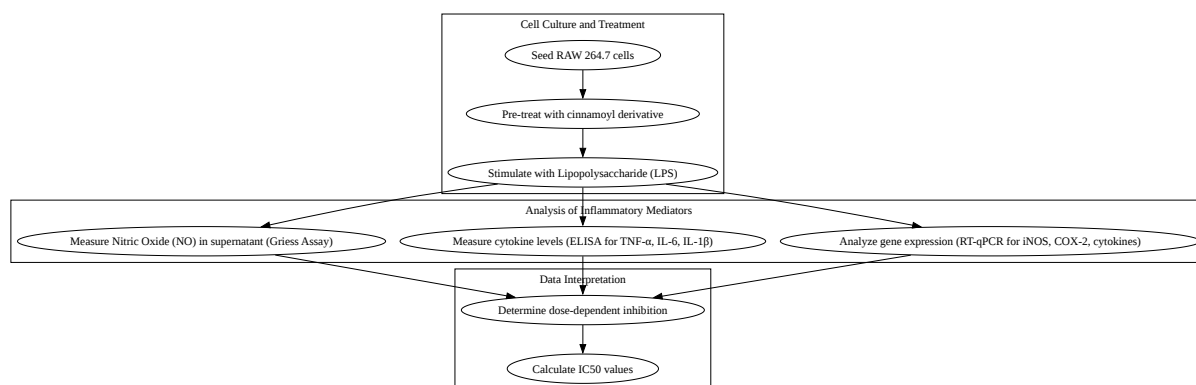 Cell Culture and Treatment
Seed RAW 264.7 cells
Pre-treat with cinnamoyl derivative
Stimulate with Lipopolysaccharide (LPS)
Analysis of Inflammatory Mediators
Measure Nitric Oxide (NO) in supernatant (Griess Assay)
Measure cytokine levels (ELISA for TNF-α, IL-6, IL-1β)
Analyze gene expression (RT-qPCR for iNOS, COX-2, cytokines)
Data Interpretation
Determine dose-dependent inhibition
Calculate IC50 values